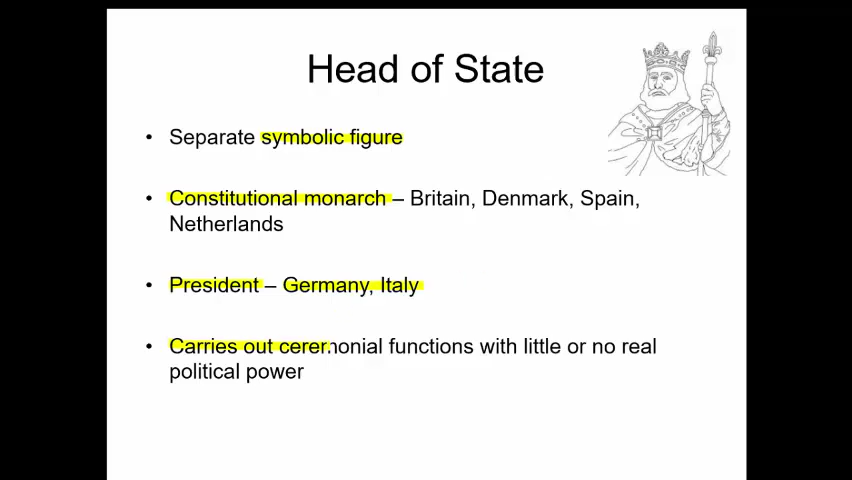 Head of State
• Separate symbolic figure
• Constitutional monarch – Britain, Denmark, Spain,
Netherlands
• President – Germany, Italy
• Carries out ceremonial functions with little or no real
political power